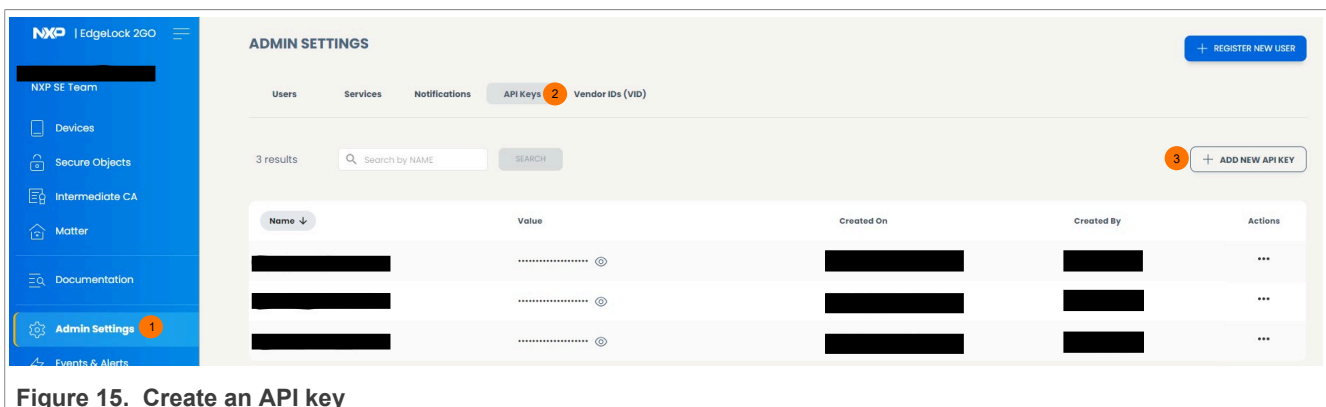 NXP | EdgeLock 2GO
NXP SE Team
Devices
Secure Objects
Intermediate CA
Matter
Documentation
Admin Settings 1
Events & Alerts
ADMIN SETTINGS
+ REGISTER NEW USER
Users Services Notifications API Keys 2 Vendor IDs (VID)
3 results Search by NAME SEARCH 3 + ADD NEW API KEY
Name ↓ Value Created On Created By Actions
•••••••••••••••••••• •••
•••••••••••••••••••• •••
•••••••••••••••••••• •••
Figure 15. Create an API key